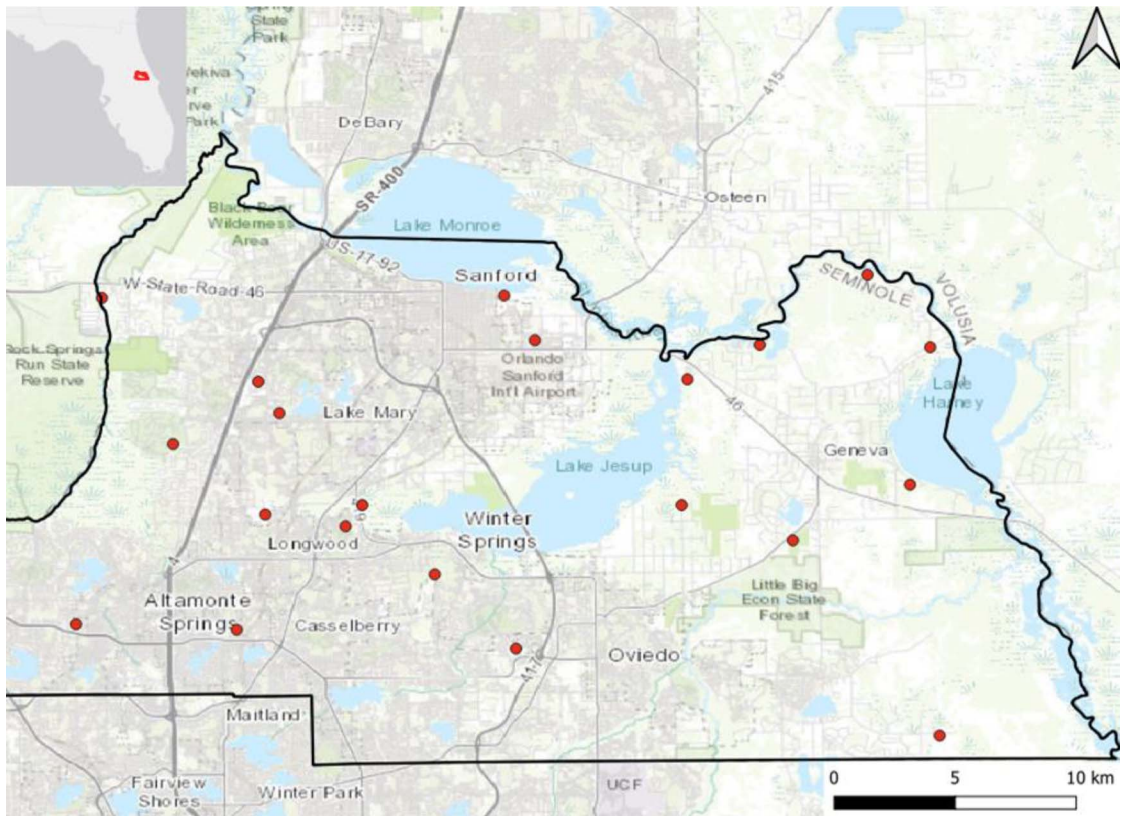 Spring
State
Park
Wekiva
er
rve
Park
DeBary
415
SR-400
Osteen
Black Bear
Wilderness
Area
Lake Monroe
US-17-92
Sanford
W-State-Road-46
SEMINOLE
VOLUSIA
Rock Springs
Run State
Reserve
Orlando
Sanford
Int'l Airport
Lake
Harney
46
Lake Mary
Geneva
Lake Jesup
Winter
Springs
Longwood
4
Altamonte
Springs
Little Big
Econ State
Forest
Casselberry
Oviedo
417
Maitland
0 5 10 km
Fairview
Shores
Winter Park
UCF